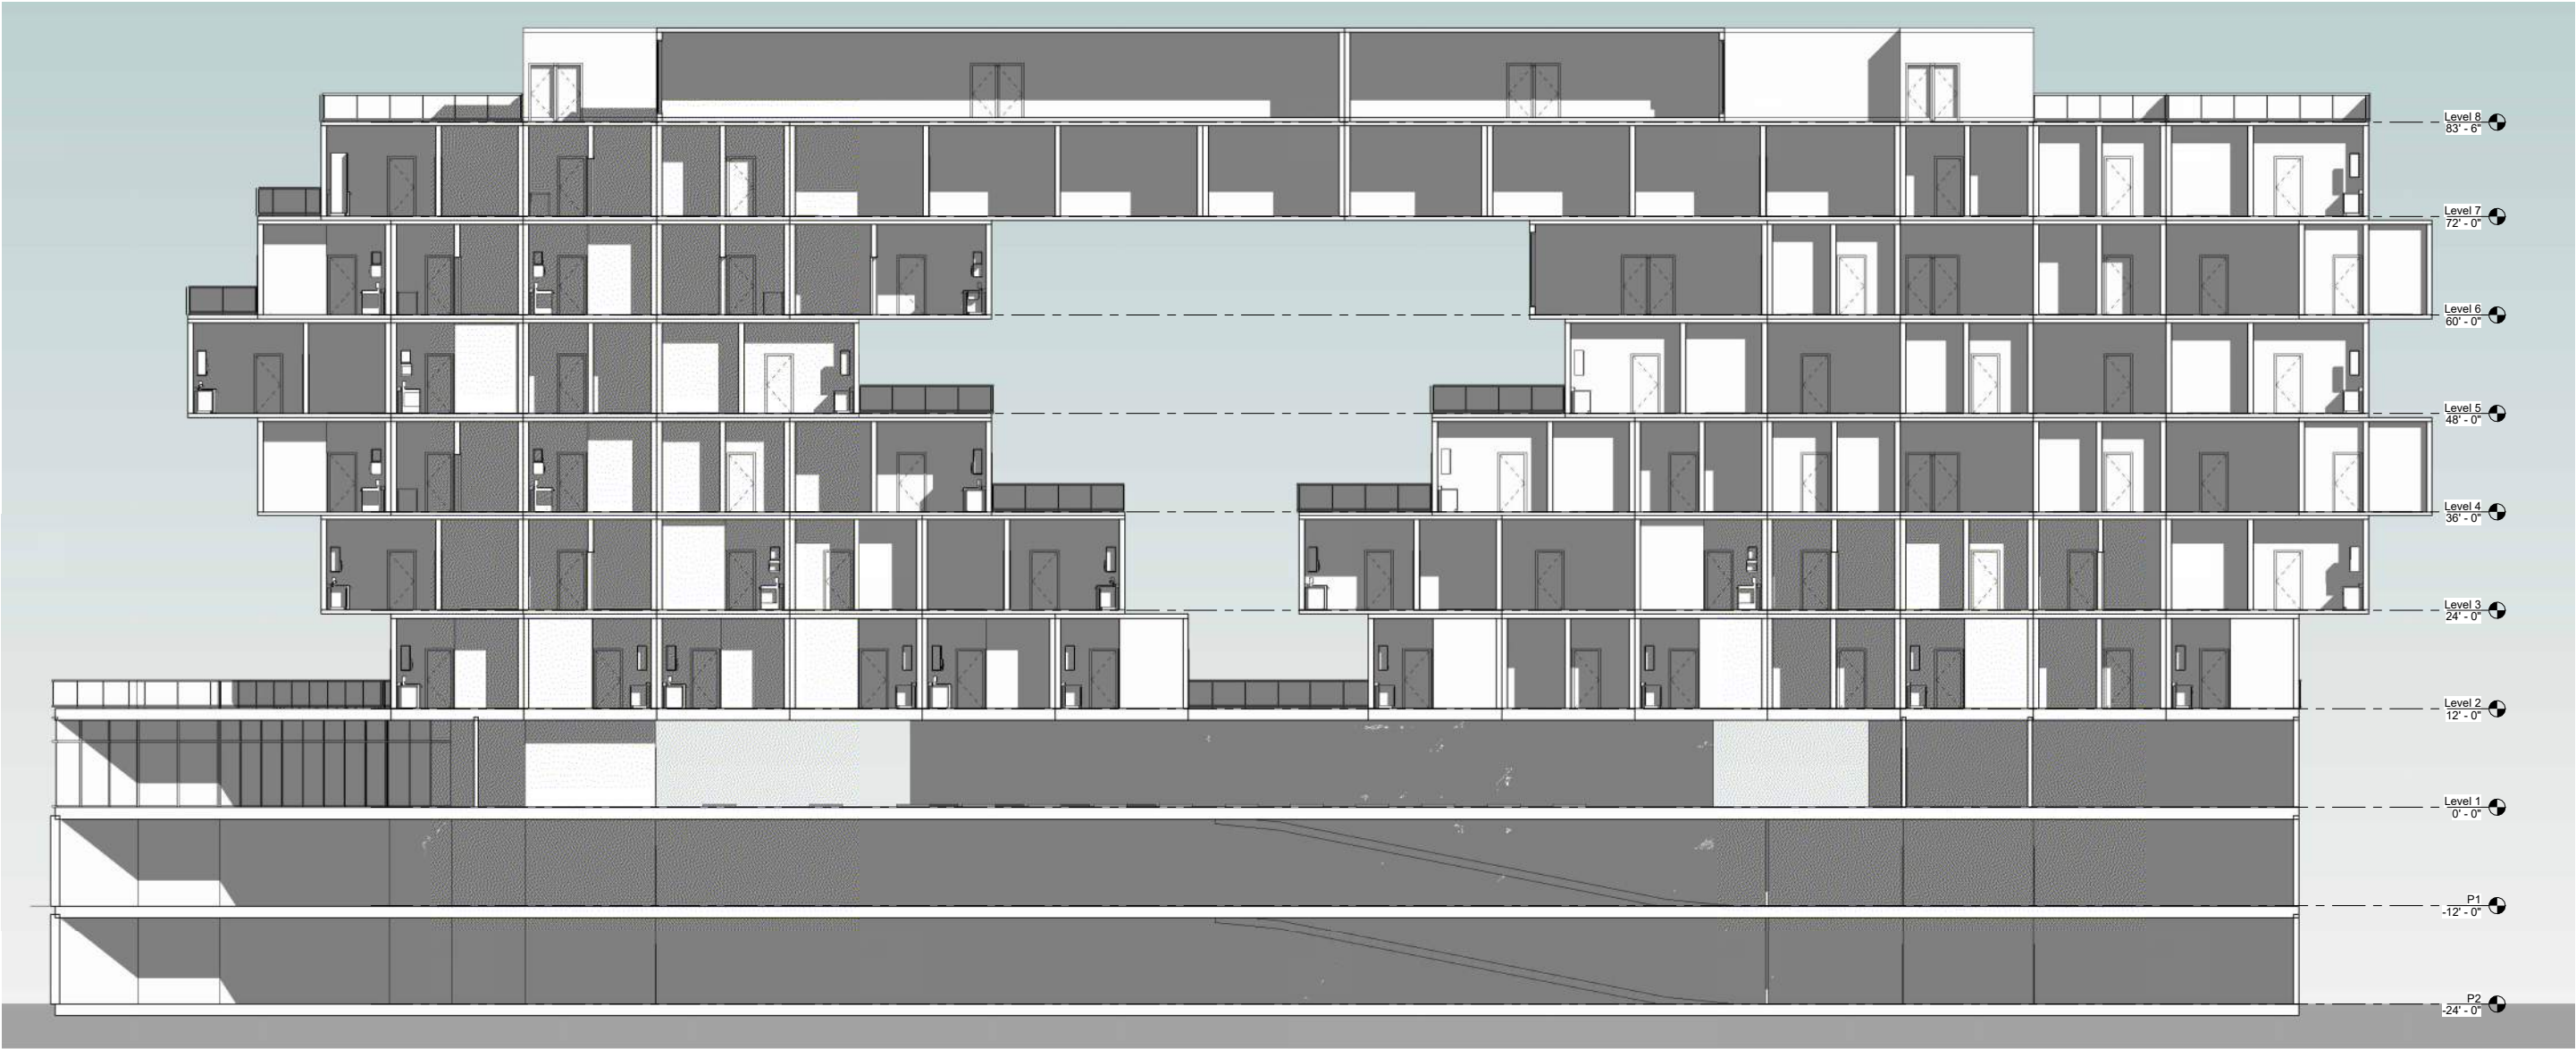 Level 8
83' - 6"
Level 7
72' - 0"
Level 6
60' - 0"
Level 5
48' - 0"
Level 4
36' - 0"
Level 3
24' - 0"
Level 2
12' - 0"
Level 1
0' - 0"
P1
-12' - 0"
P2
-24' - 0"